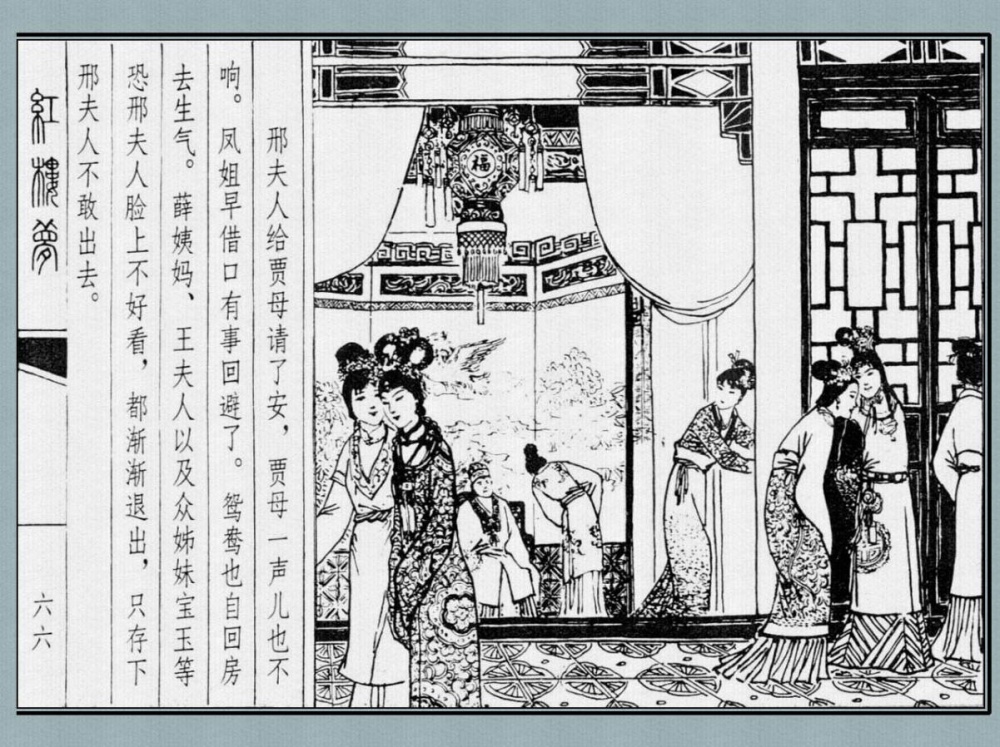 邢夫人给贾母请了安，贾母一声儿也不
响。凤姐早借口有事回避了。鸳鸯也自回房
去生气。薛姨妈、王夫人以及众姊妹宝玉等
恐邢夫人脸上不好看，都渐渐退出，只存下
邢夫人不敢出去。
紅樓夢
六六
福